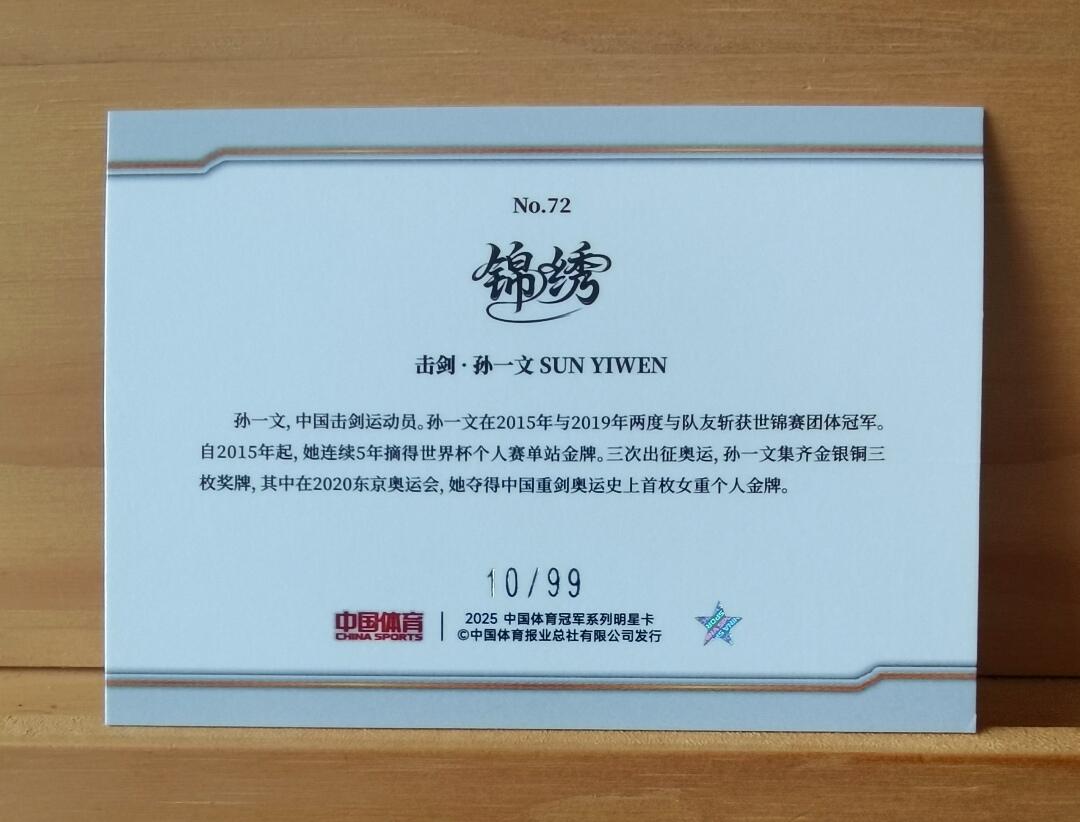 No.72
锦绣
击剑·孙一文 SUN YIWEN
孙一文,中国击剑运动员。孙一文在2015年与2019年两度与队友斩获世锦赛团体冠军。
自2015年起,她连续5年摘得世界杯个人赛单站金牌。三次出征奥运,孙一文集齐金银铜三
枚奖牌,其中在2020东京奥运会,她夺得中国重剑奥运史上首枚女重个人金牌。
10/99
中国体育
CHINA SPORTS
2025 中国体育冠军系列明星卡
©中国体育报业总社有限公司发行